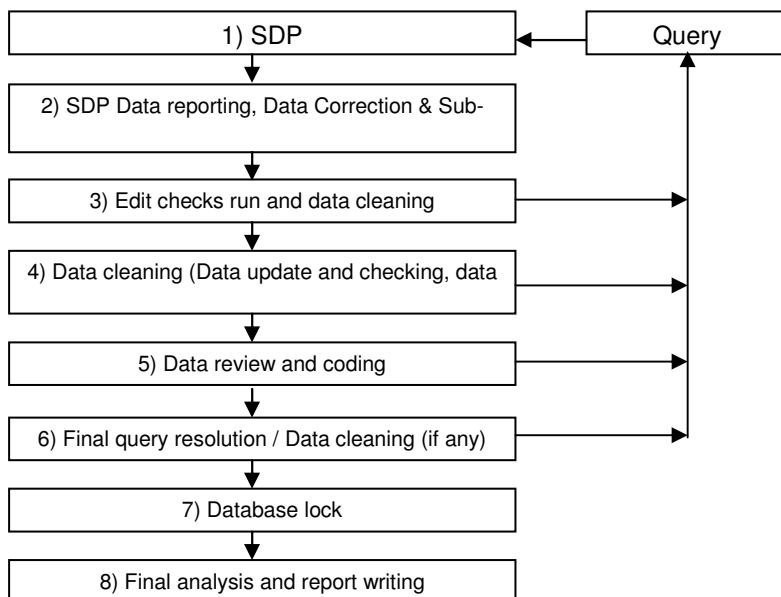 1) SDP
Query
2) SDP Data reporting, Data Correction & Sub-
3) Edit checks run and data cleaning
4) Data cleaning (Data update and checking, data
5) Data review and coding
6) Final query resolution / Data cleaning (if any)
7) Database lock
8) Final analysis and report writing